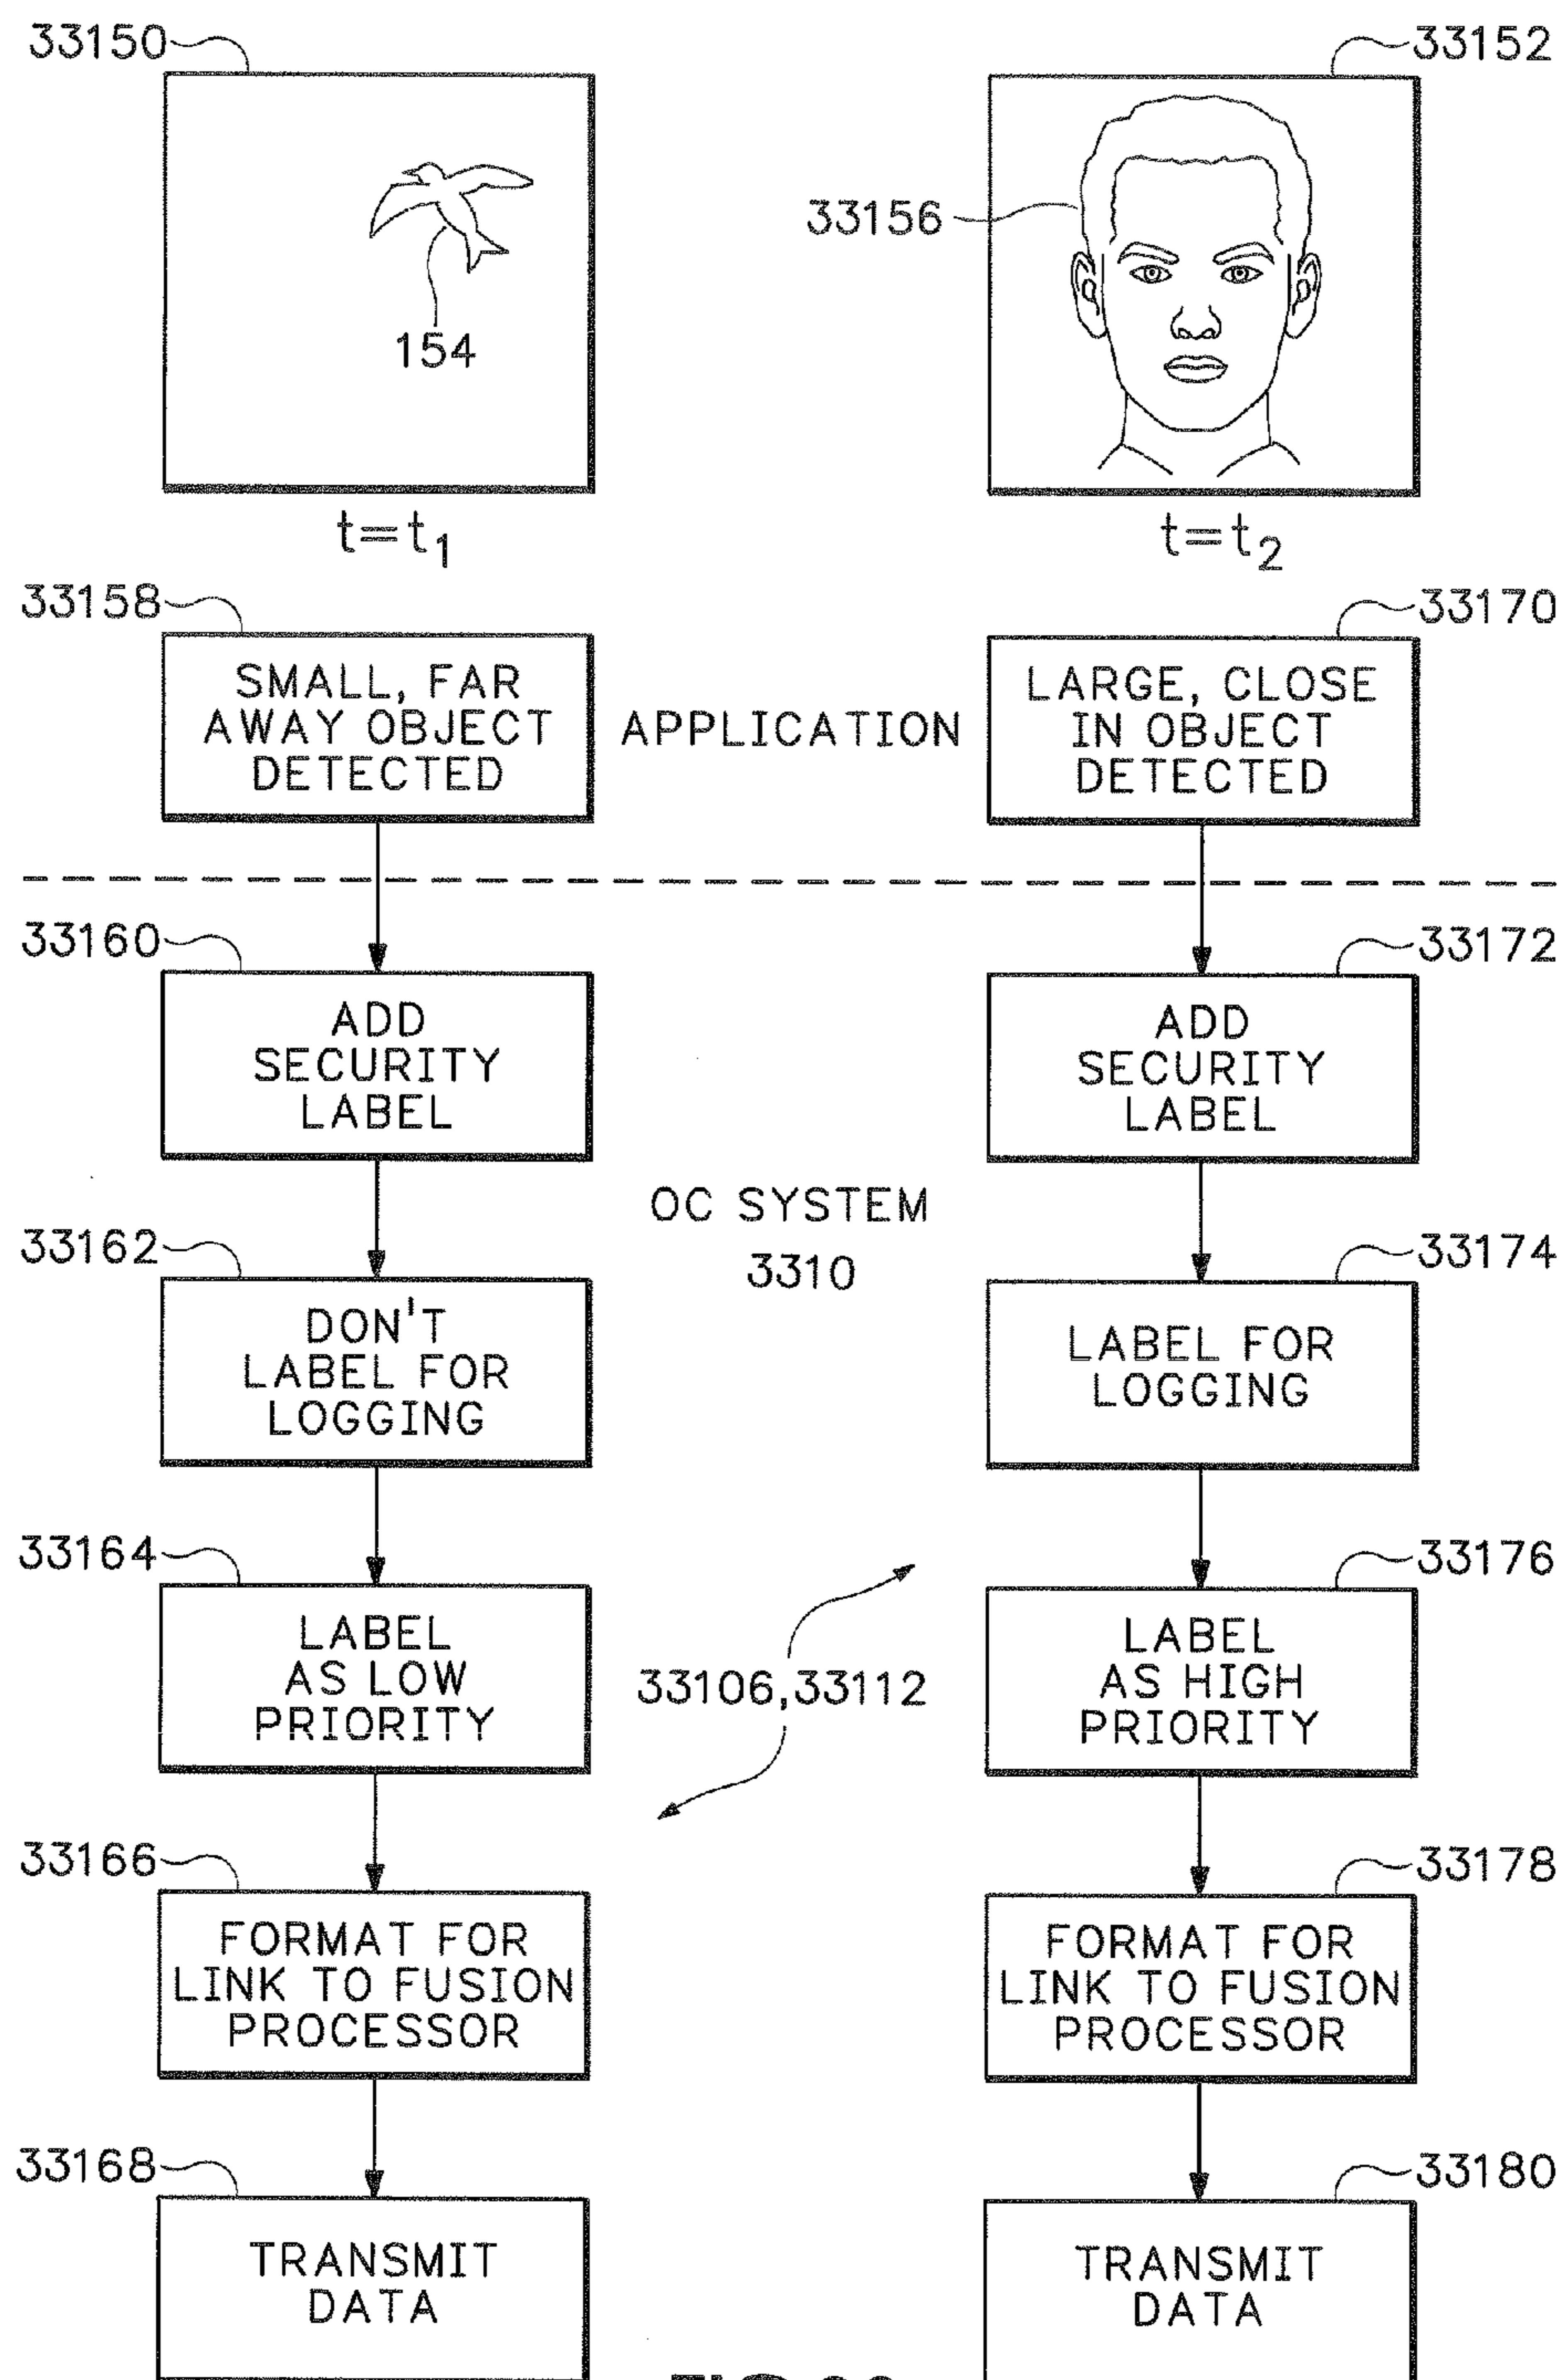 33150
33152
33156
154
t=t1
t=t2
33158
33170
SMALL, FAR
AWAY OBJECT
DETECTED
APPLICATION
LARGE, CLOSE
IN OBJECT
DETECTED
33160
33172
ADD
SECURITY
LABEL
ADD
SECURITY
LABEL
OC SYSTEM
3310
33162
33174
DON'T
LABEL FOR
LOGGING
LABEL FOR
LOGGING
33164
33176
LABEL
AS LOW
PRIORITY
33106,33112
LABEL
AS HIGH
PRIORITY
33166
33178
FORMAT FOR
LINK TO FUSION
PROCESSOR
FORMAT FOR
LINK TO FUSION
PROCESSOR
33168
33180
TRANSMIT
DATA
TRANSMIT
DATA